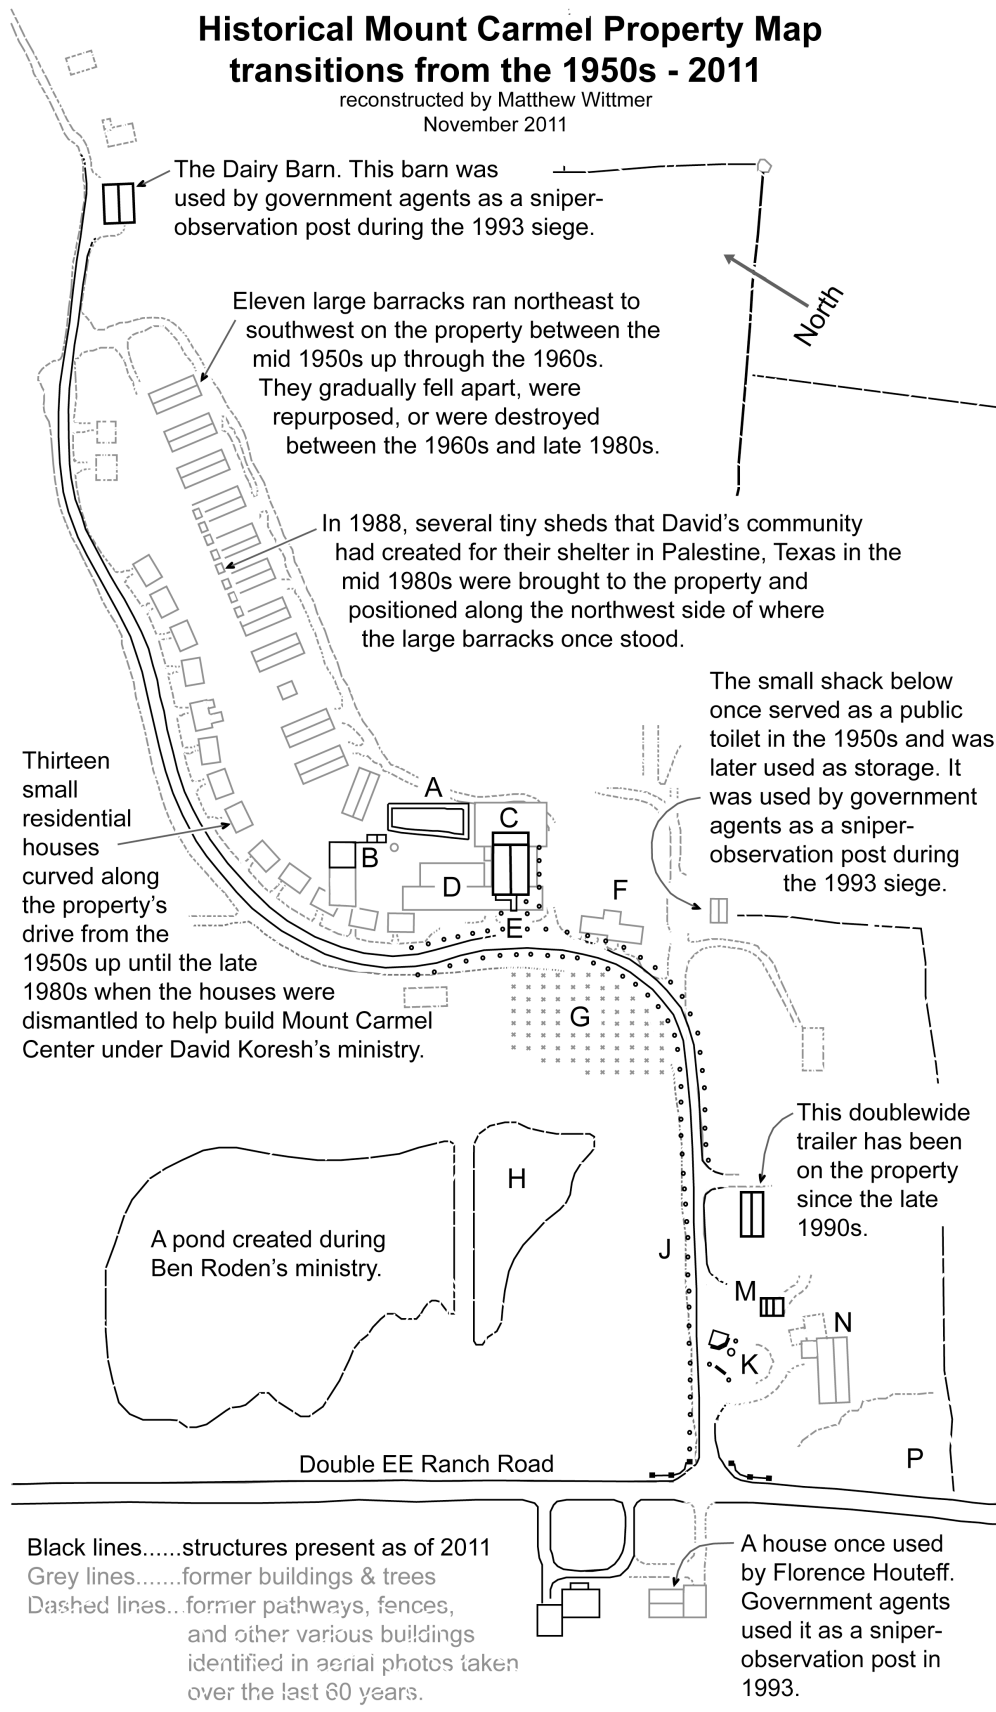 Historical Mount Carmel Property Map
transitions from the 1950s - 2011
reconstructed by Matthew Wittmer
November 2011
The Dairy Barn. This barn was
used by government agents as a sniper-
observation post during the 1993 siege.
North
Eleven large barracks ran northeast to
southwest on the property between the
mid 1950s up through the 1960s.
They gradually fell apart, were
repurposed, or were destroyed
between the 1960s and late 1980s.
In 1988, several tiny sheds that David's community
had created for their shelter in Palestine, Texas in the
mid 1980s were brought to the property and
positioned along the northwest side of where
the large barracks once stood.
The small shack below
once served as a public
toilet in the 1950s and was
later used as storage. It
was used by government
agents as a sniper-
observation post during
the 1993 siege.
Thirteen
small
residential
houses
curved along
the property's
drive from the
1950s up until the late
1980s when the houses were
dismantled to help build Mount Carmel
Center under David Koresh's ministry.
A
C
B
D
F
E
G
This doublewide
trailer has been
on the property
since the late
1990s.
H
A pond created during
Ben Roden's ministry.
J
M
N
K
P
Double EE Ranch Road
Black lines......structures present as of 2011
Grey lines.......former buildings & trees
Dashed lines...former pathways, fences,
and other various buildings
identified in aerial photos taken
over the last 60 years.
A house once used
by Florence Houteff.
Government agents
used it as a sniper-
observation post in
1993.